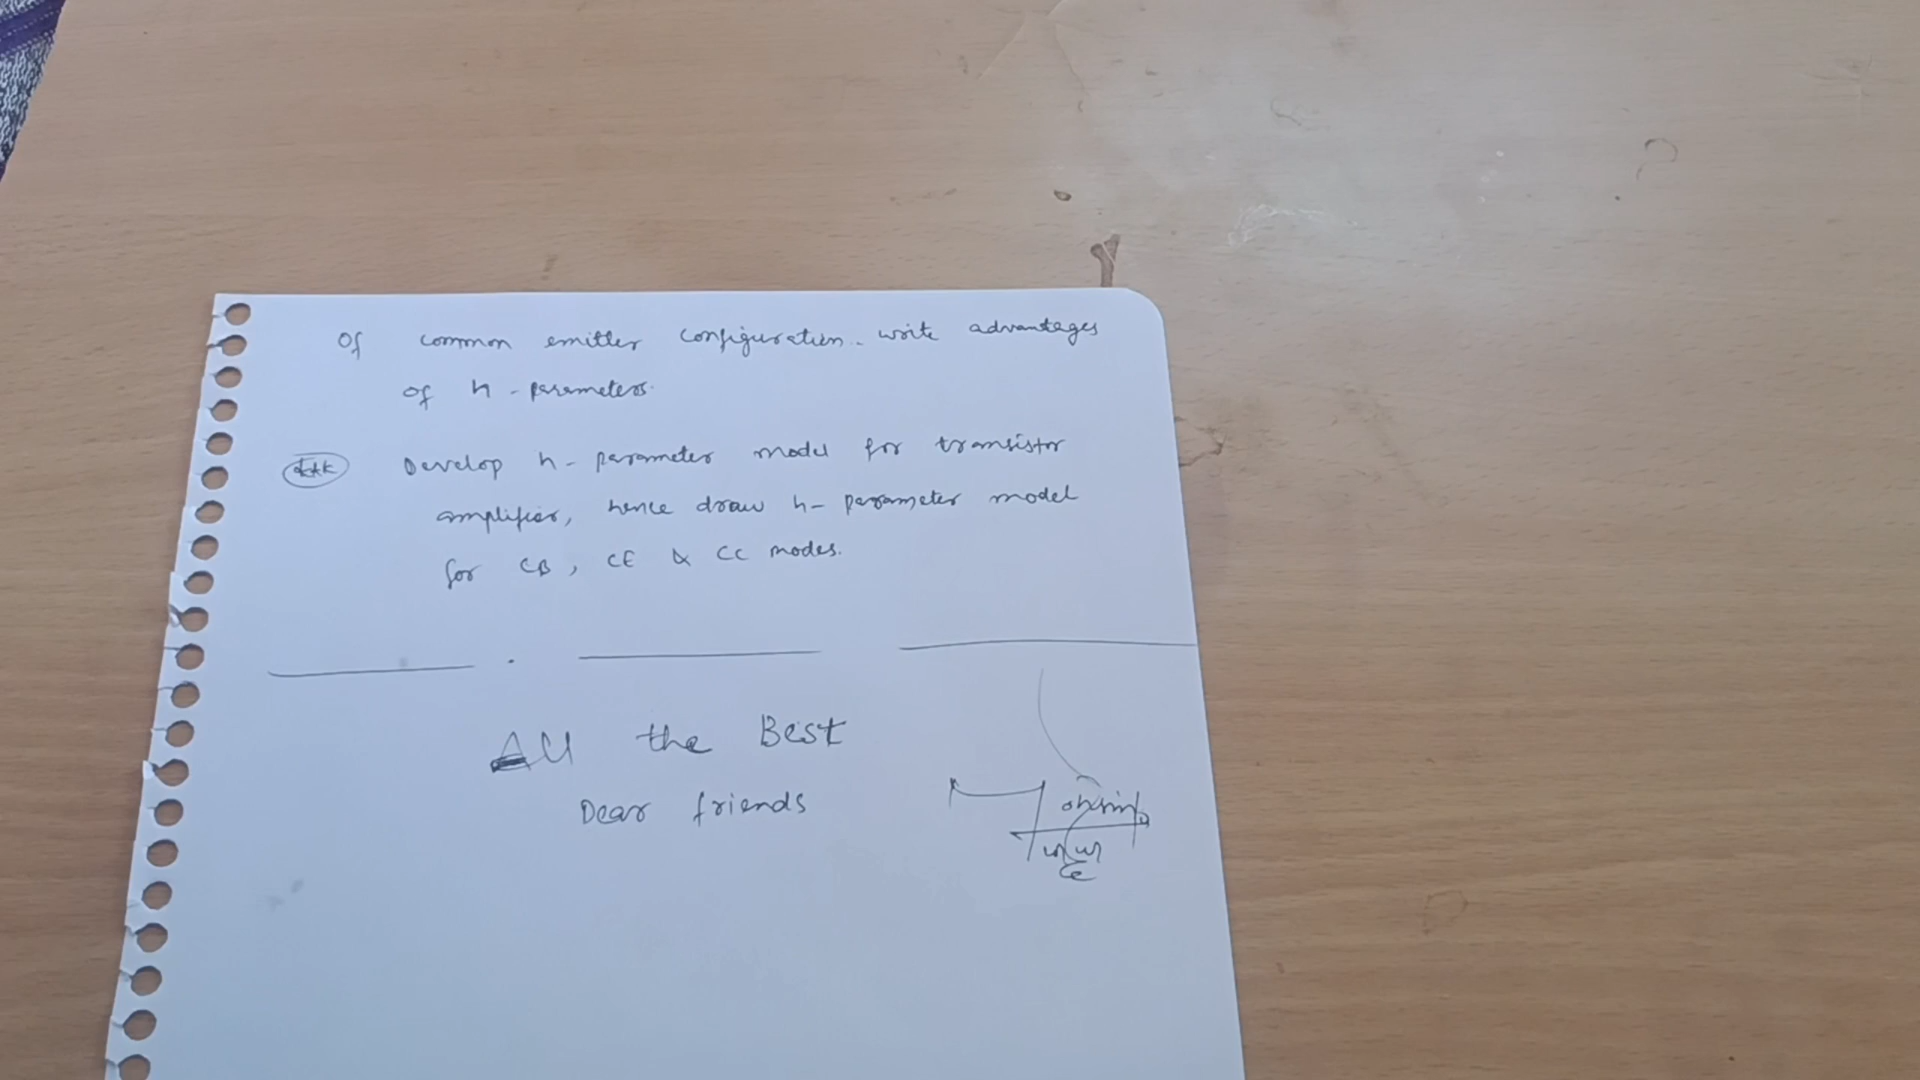 of common emitter configuration. write advantages
of h-parameters.
*** Develop h-parameter model for transistor
amplifier, hence draw h-parameter model
for CB, CE & CC modes.
All the Best
Dear friends